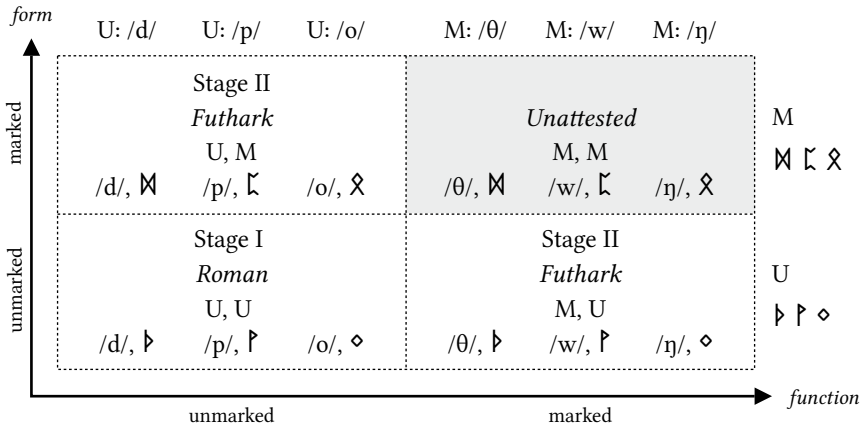 form
U: /d/ U: /p/ U: /o/ M: /θ/ M: /w/ M: /ŋ/
marked
Stage II
Futhark
U, M
/d/, ᛞ /p/, ᛈ /o/, ᛟ
Unattested
M, M
/θ/, ᛞ /w/, ᛈ /ŋ/, ᛟ
M
ᛞ ᛈ ᛟ
unmarked
Stage I
Roman
U, U
/d/, ᚦ /p/, ᚹ /o/, ᛜ
Stage II
Futhark
M, U
/θ/, ᚦ /w/, ᚹ /ŋ/, ᛜ
U
ᚦ ᚹ ᛜ
function
unmarked marked